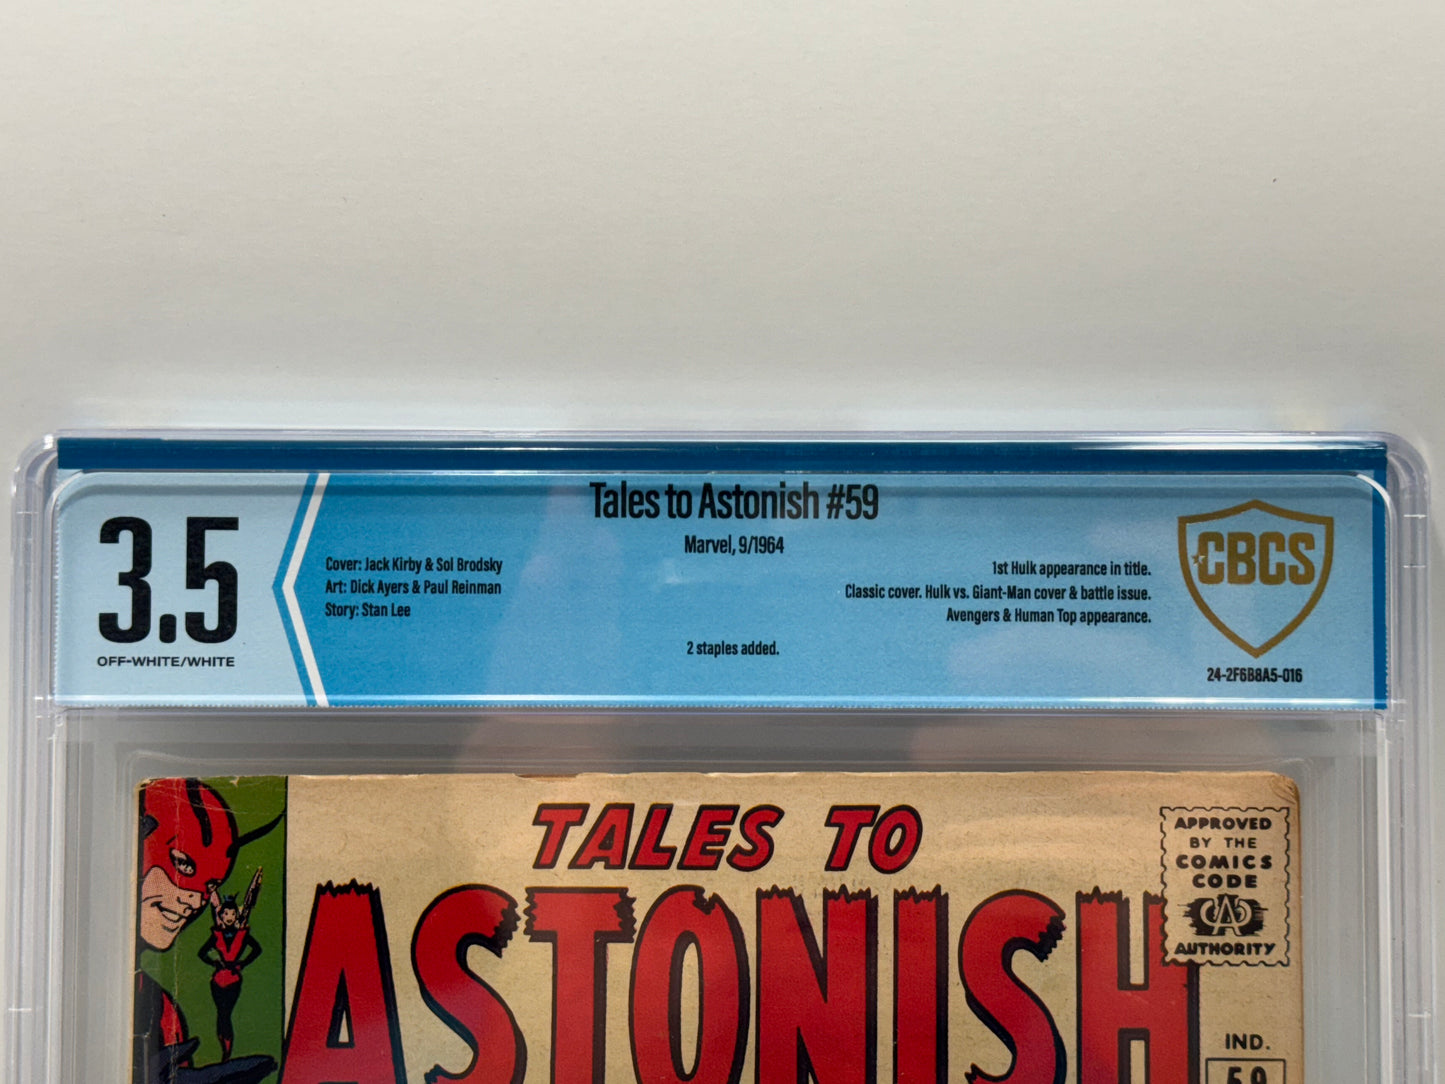 Tales to Astonish #59
Marvel, 9/1964
3.5
OFF-WHITE/WHITE
Cover: Jack Kirby & Sol Brodsky
Art: Dick Ayers & Paul Reinman
Story: Stan Lee
1st Hulk appearance in title.
Classic cover. Hulk vs. Giant-Man cover & battle issue.
Avengers & Human Top appearance.
2 staples added.
CBCS
24-2F6B8A5-016
TALES TO
ASTONISH
APPROVED
BY THE
COMICS
CODE
CA
AUTHORITY
IND.
59